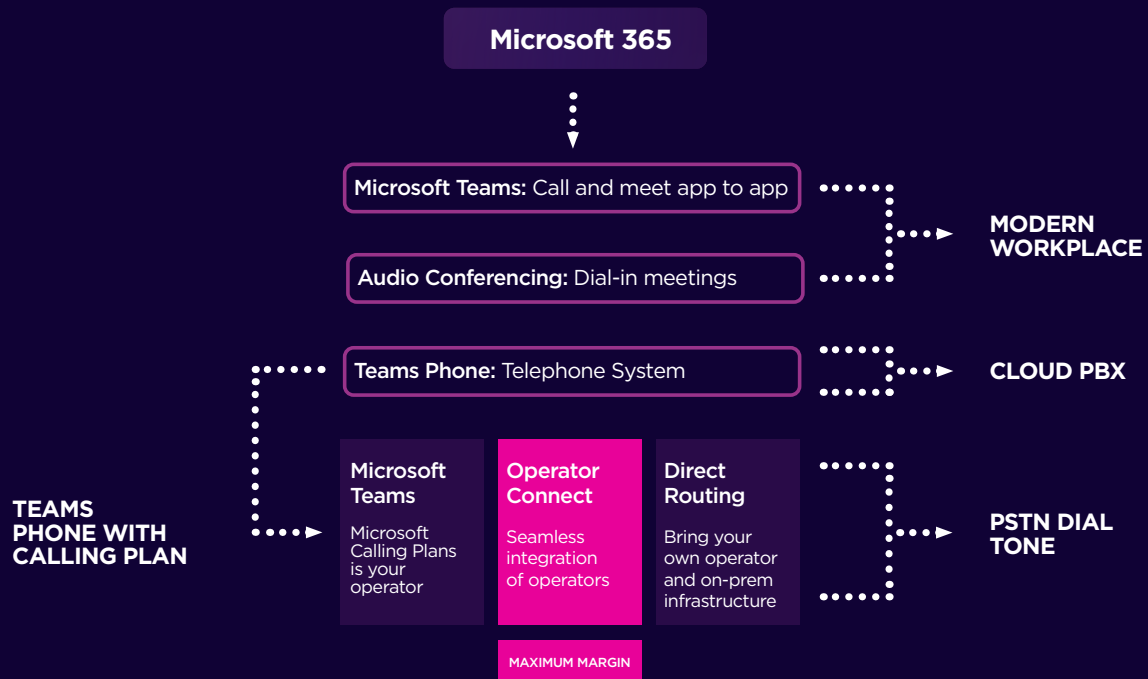 Microsoft 365
Microsoft Teams: Call and meet app to app
Audio Conferencing: Dial-in meetings
MODERN
WORKPLACE
Teams Phone: Telephone System
CLOUD PBX
TEAMS
PHONE WITH
CALLING PLAN
Microsoft
Teams
Microsoft
Calling Plans
is your
operator
Operator
Connect
Seamless
integration
of operators
Direct
Routing
Bring your
own operator
and on-prem
infrastructure
PSTN DIAL
TONE
MAXIMUM MARGIN